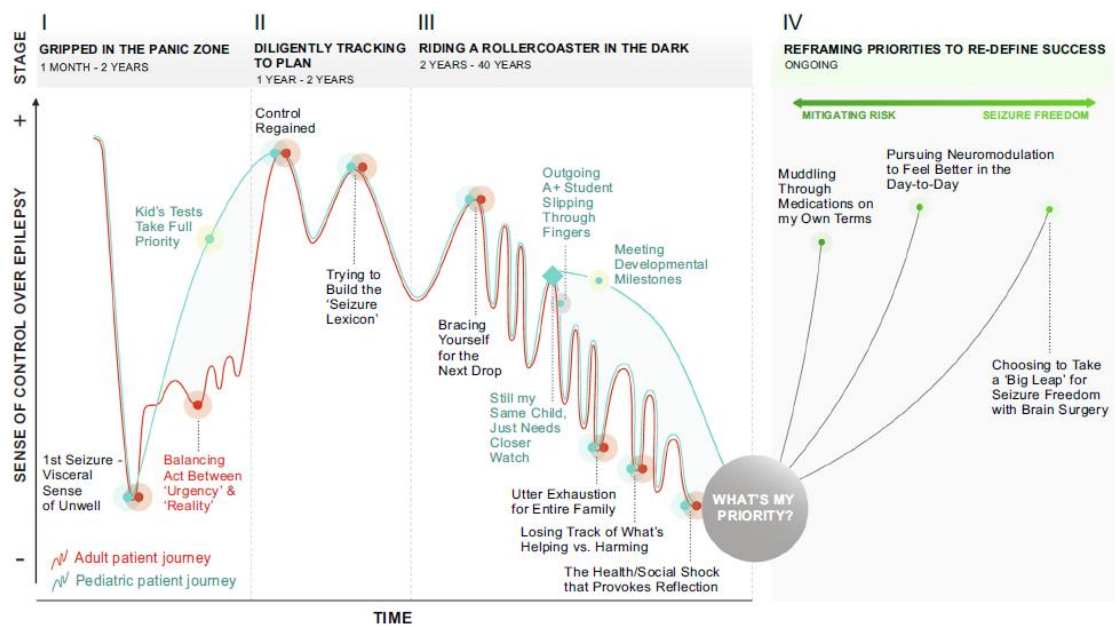 I
II
III
IV
STAGE
GRIPPED IN THE PANIC ZONE
1 MONTH - 2 YEARS
DILIGENTLY TRACKING
TO PLAN
1 YEAR - 2 YEARS
RIDING A ROLLERCOASTER IN THE DARK
2 YEARS - 40 YEARS
REFRAMING PRIORITIES TO RE-DEFINE SUCCESS
ONGOING
+
SENSE OF CONTROL OVER EPILEPSY
-
Kid's Tests
Take Full
Priority
1st Seizure -
Visceral
Sense
of Unwell
Balancing
Act Between
'Urgency' &
'Reality'
Adult patient journey
Pediatric patient journey
Control
Regained
Trying to
Build the
'Seizure
Lexicon'
Bracing
Yourself
for the
Next Drop
Outgoing
A+ Student
Slipping
Through
Fingers
Meeting
Developmental
Milestones
Still my
Same Child,
Just Needs
Closer
Watch
Utter Exhaustion
for Entire Family
Losing Track of What's
Helping vs. Harming
The Health/Social Shock
that Provokes Reflection
WHAT'S MY
PRIORITY?
MITIGATING RISK
SEIZURE FREEDOM
Muddling
Through
Medications on
my Own Terms
Pursuing Neuromodulation
to Feel Better in the
Day-to-Day
Choosing to Take
a 'Big Leap' for
Seizure Freedom
with Brain Surgery
TIME